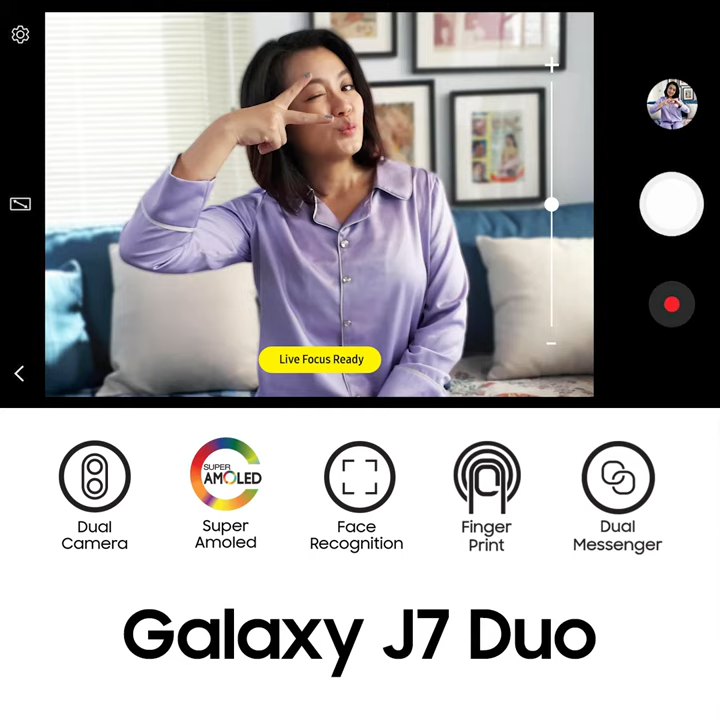 Live Focus Ready
SUPER
AMOLED
Dual
Camera
Super
Amoled
Face
Recognition
Finger
Print
Dual
Messenger
Galaxy J7 Duo